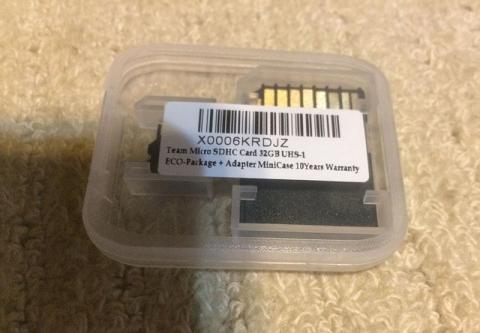 X0006KRDJZ
Team Micro SDHC Card 32GB UHS-1
ECO-Package + Adapter MiniCase 10Years Warranty